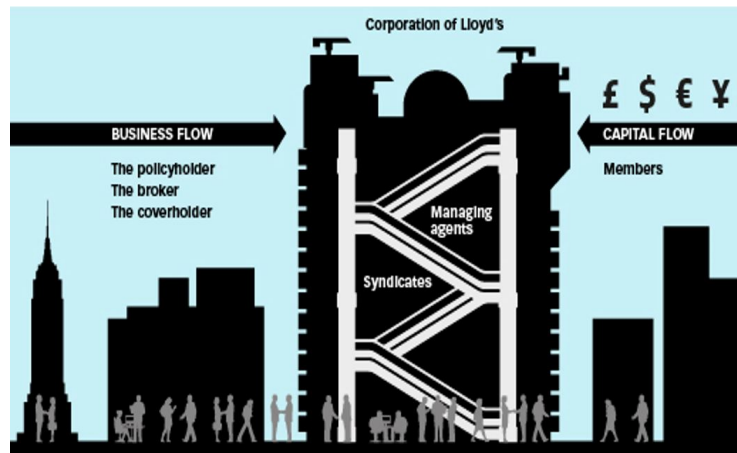 Corporation of Lloyd's
£ $ € ¥
BUSINESS FLOW
CAPITAL FLOW
The policyholder
The broker
The coverholder
Members
Managing
agents
Syndicates